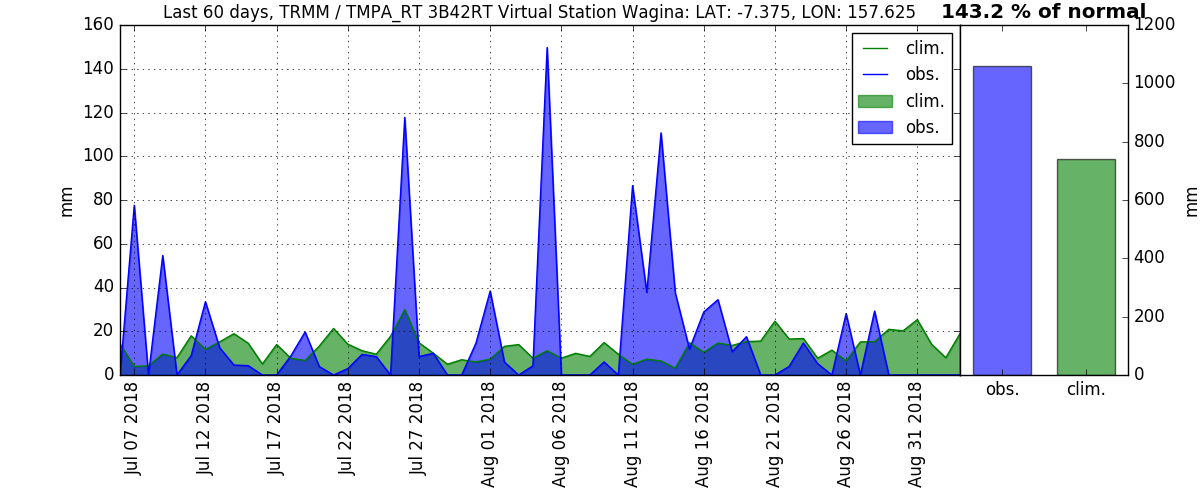 Last 60 days, TRMM / TMPA_RT 3B42RT Virtual Station Wagina: LAT: -7.375, LON: 157.625
143.2 % of normal
160
140
120
100
80
60
40
20
0
mm
clim.
obs.
clim.
obs.
Jul 07 2018
Jul 12 2018
Jul 17 2018
Jul 22 2018
Jul 27 2018
Aug 01 2018
Aug 06 2018
Aug 11 2018
Aug 16 2018
Aug 21 2018
Aug 26 2018
Aug 31 2018
1200
1000
800
600
400
200
0
mm
obs.
clim.